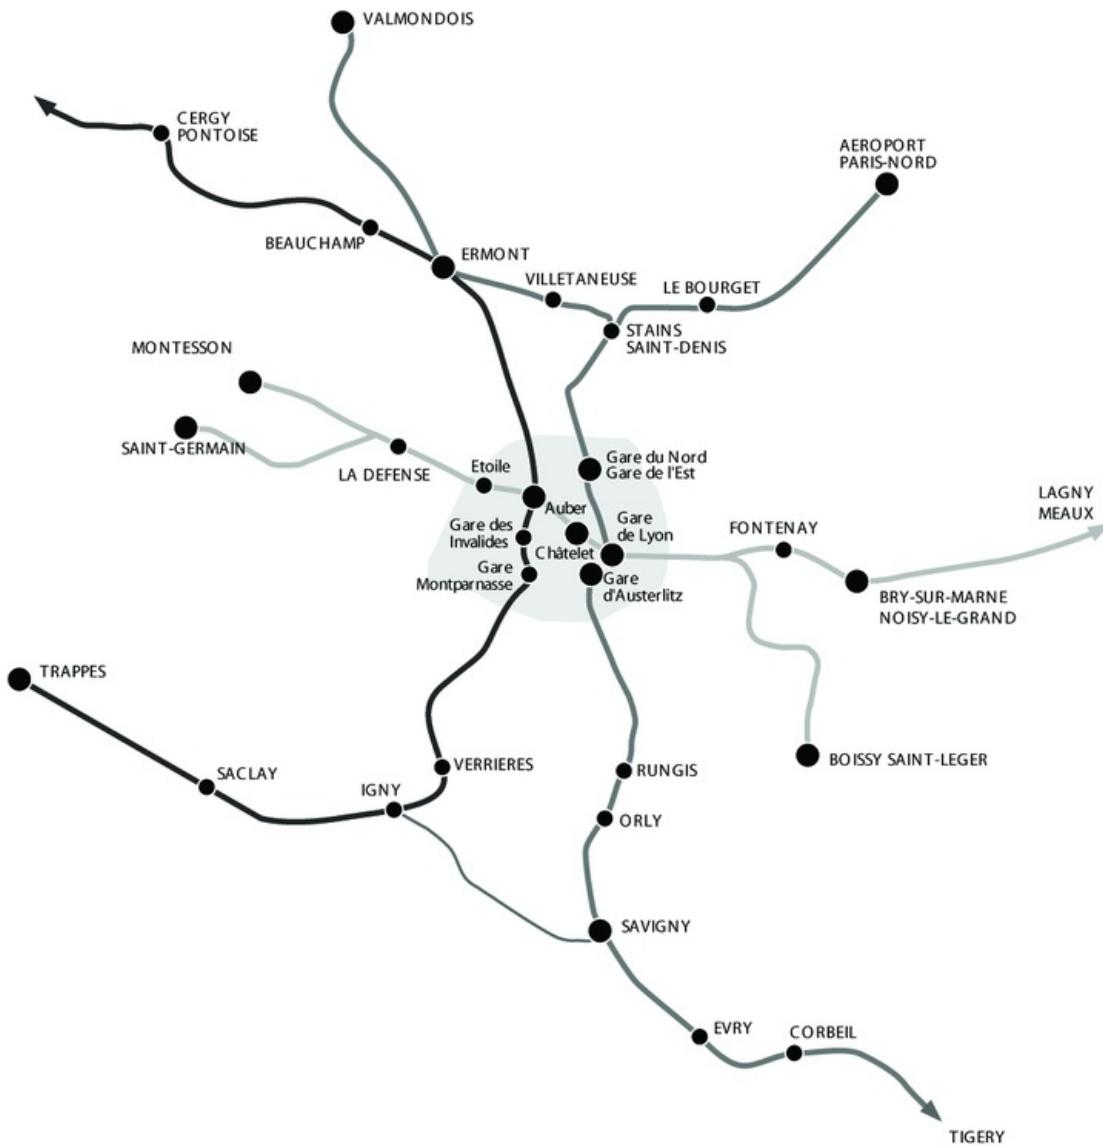 VALMONDOIS
CERGY
PONTOISE
AEROPORT
PARIS-NORD
BEAUCHAMP
ERMONT
VILLETANEUSE
LE BOURGET
STAINS
SAINT-DENIS
MONTESSON
SAINT-GERMAIN
LA DEFENSE
Etoile
Gare du Nord
Gare de l'Est
Auber
Gare des
Invalides
Châtelet
Gare
de Lyon
Gare
Montparnasse
Gare
d'Austerlitz
FONTENAY
LAGNY
MEAUX
BRY-SUR-MARNE
NOISY-LE-GRAND
TRAPPES
SACLAY
IGNY
VERRIERES
RUNGIS
BOISSY SAINT-LEGER
ORLY
SAVIGNY
EVRY
CORBEIL
TIGERY